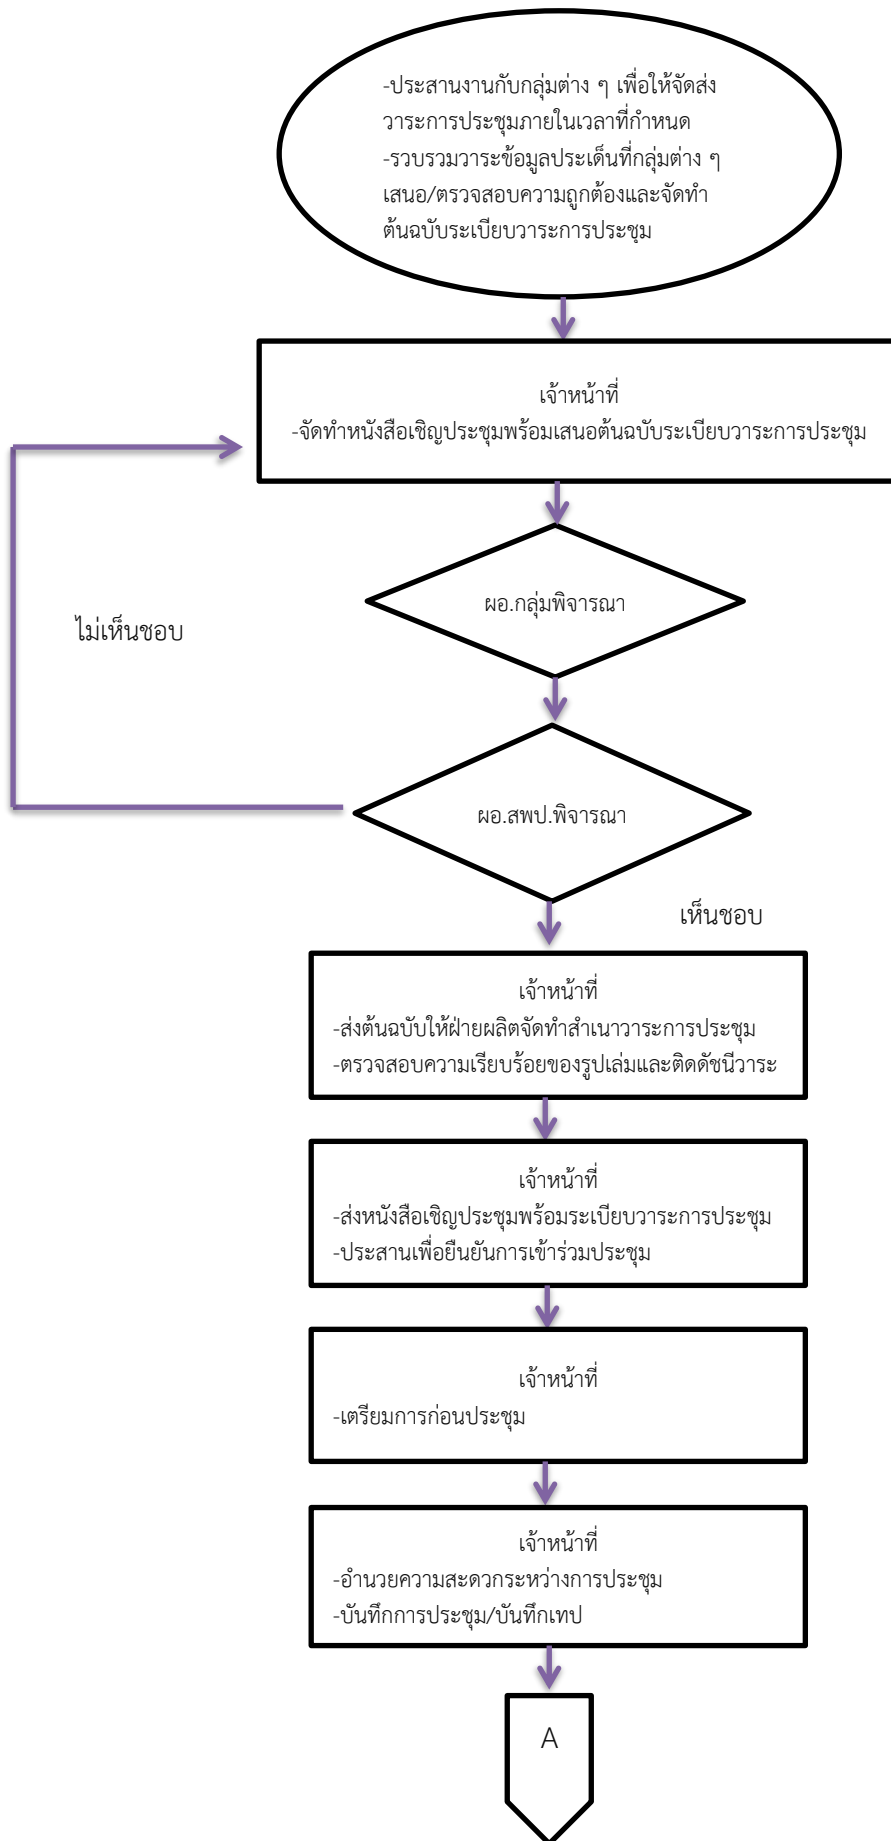 -ประสานงานกับกลุ่มต่าง ๆ เพื่อให้จัดส่ง
วาระการประชุมภายในเวลาที่กำหนด
-รวบรวมวาระข้อมูลประเด็นที่กลุ่มต่าง ๆ
เสนอ/ตรวจสอบความถูกต้องและจัดทำ
ต้นฉบับระเบียบวาระการประชุม
เจ้าหน้าที่
-จัดทำหนังสือเชิญประชุมพร้อมเสนอต้นฉบับระเบียบวาระการประชุม
ผอ.กลุ่มพิจารณา
ไม่เห็นชอบ
ผอ.สพป.พิจารณา
เห็นชอบ
เจ้าหน้าที่
-ส่งต้นฉบับให้ฝ่ายผลิตจัดทำสำเนาวาระการประชุม
-ตรวจสอบความเรียบร้อยของรูปเล่มและติดดัชนีวาระ
เจ้าหน้าที่
-ส่งหนังสือเชิญประชุมพร้อมระเบียบวาระการประชุม
-ประสานเพื่อยืนยันการเข้าร่วมประชุม
เจ้าหน้าที่
-เตรียมการก่อนประชุม
เจ้าหน้าที่
-อำนวยความสะดวกระหว่างการประชุม
-บันทึกการประชุม/บันทึกเทป
A